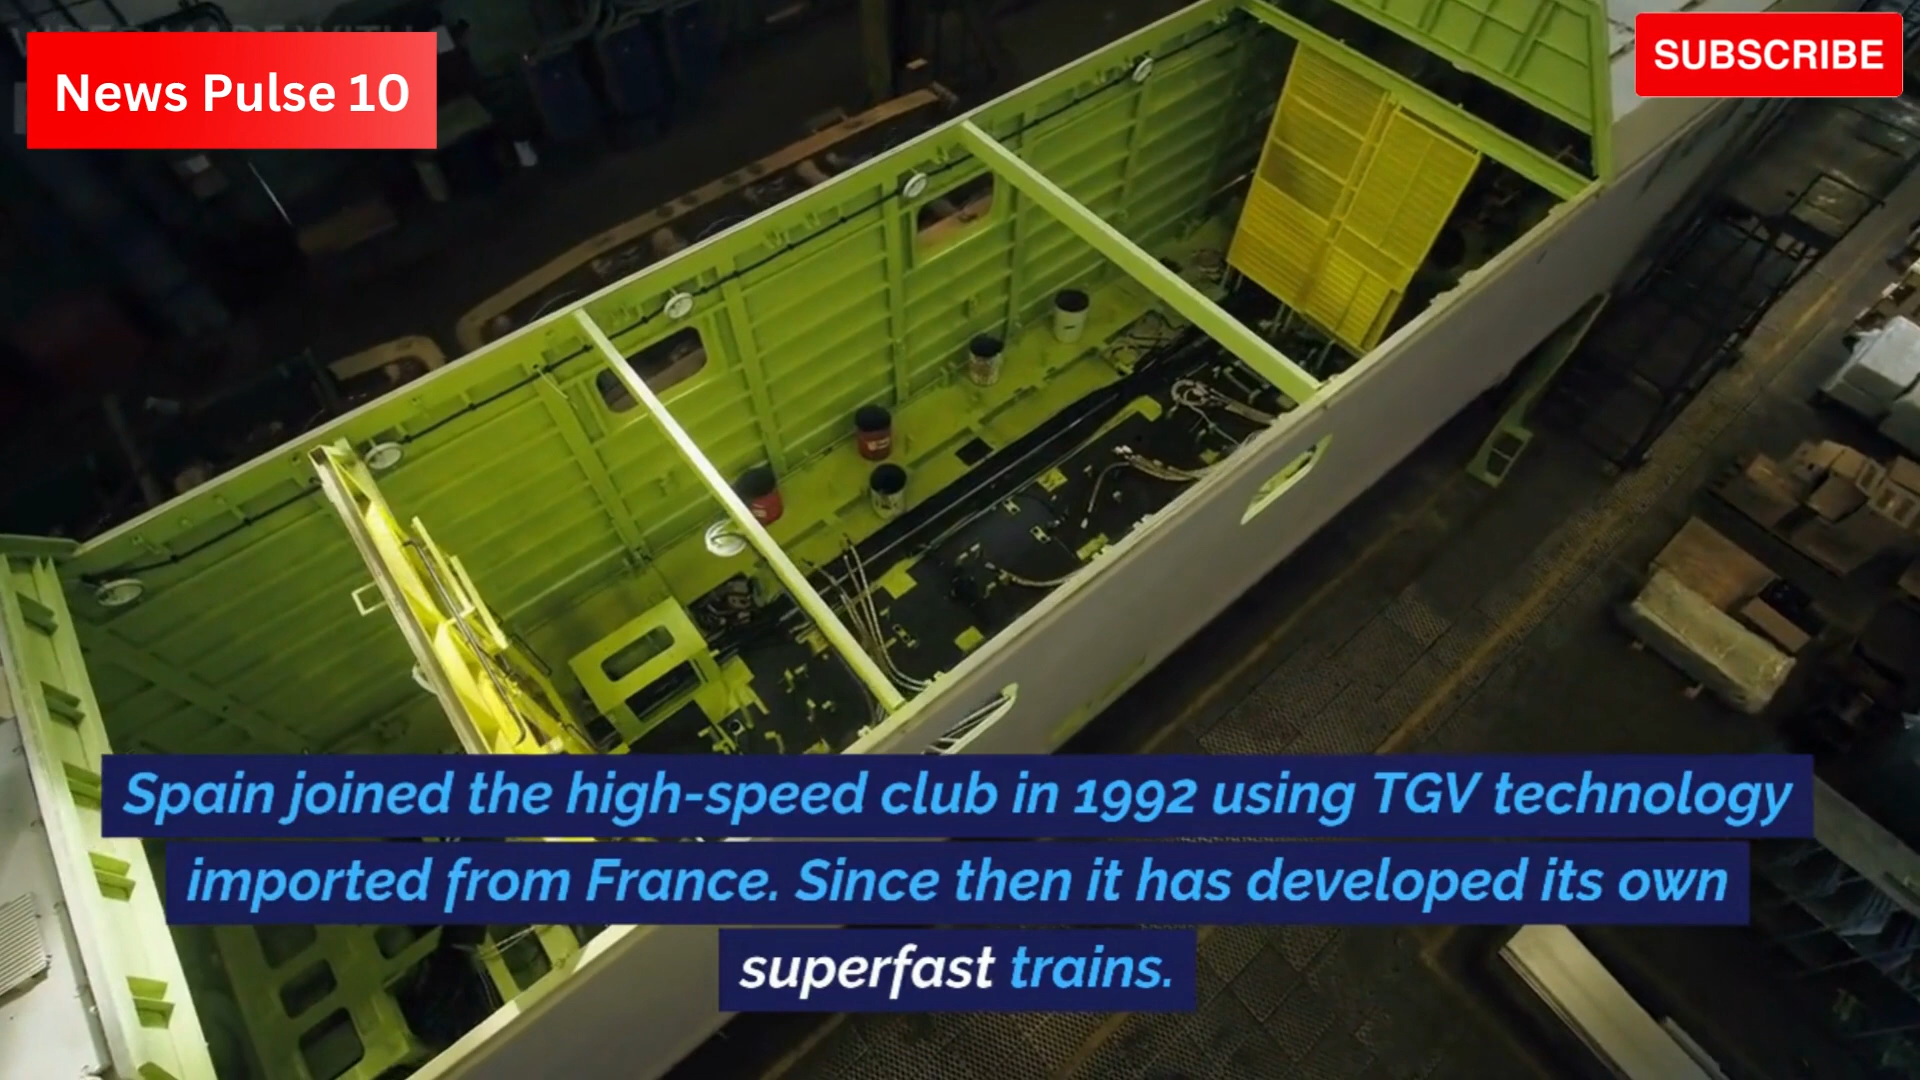 News Pulse 10
SUBSCRIBE
Spain joined the high-speed club in 1992 using TGV technology
imported from France. Since then it has developed its own
superfast trains.